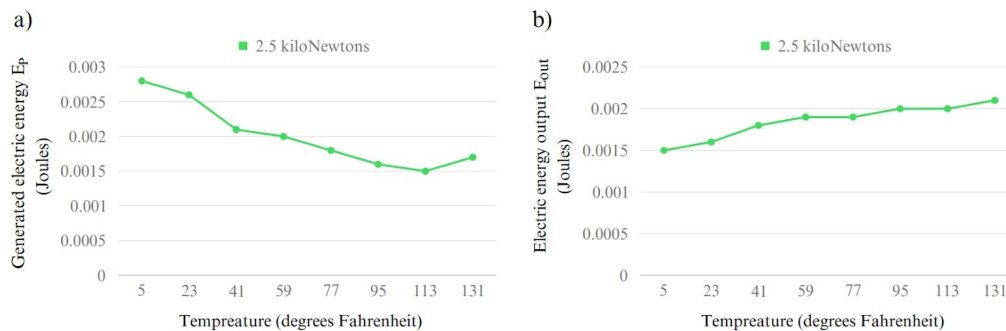 a)
2.5 kiloNewtons
Generated electric energy EP
(Joules)
0.003
0.0025
0.002
0.0015
0.001
0.0005
0
5 23 41 59 77 95 113 131
Tempreature (degrees Fahrenheit)
b)
2.5 kiloNewtons
Electric energy output Eout
(Joules)
0.0025
0.002
0.0015
0.001
0.0005
0
5 23 41 59 77 95 113 131
Tempreature (degrees Fahrenheit)